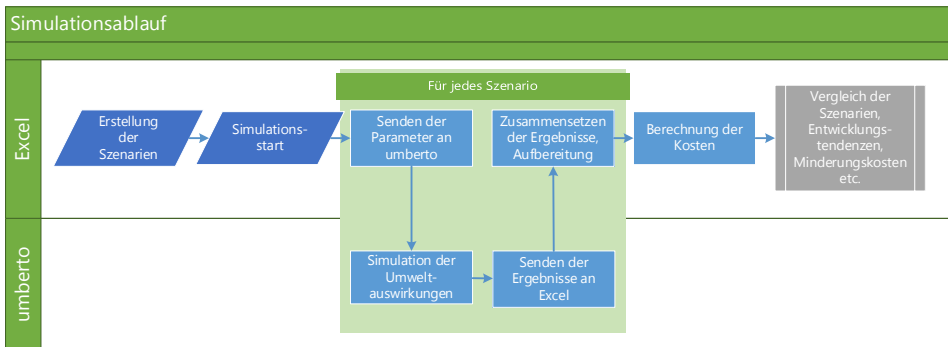 Simulationsablauf
Excel
Für jedes Szenario
Erstellung
der
Szenarien
Simulations-
start
Senden der
Parameter an
umberto
Zusammensetzen
der Ergebnisse,
Aufbereitung
Berechnung der
Kosten
Vergleich der
Szenarien,
Entwicklungs-
tendenzen,
Minderungskosten
etc.
umberto
Simulation der
Umwelt-
auswirkungen
Senden der
Ergebnisse an
Excel